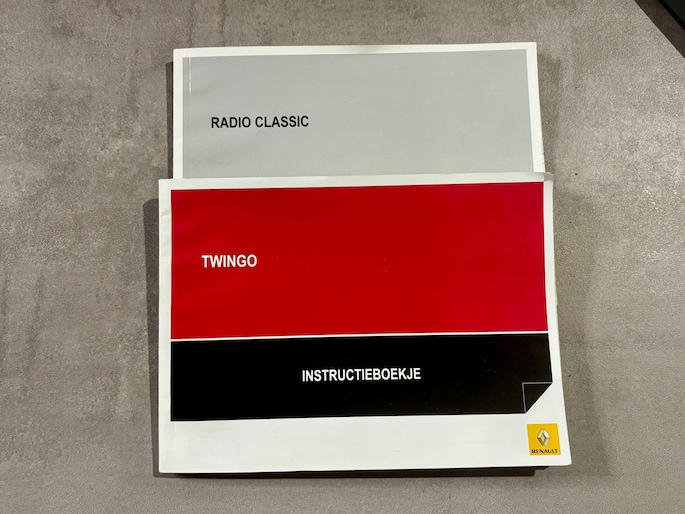 RADIO CLASSIC
TWINGO
INSTRUCTIEBOEKJE
RENAULT